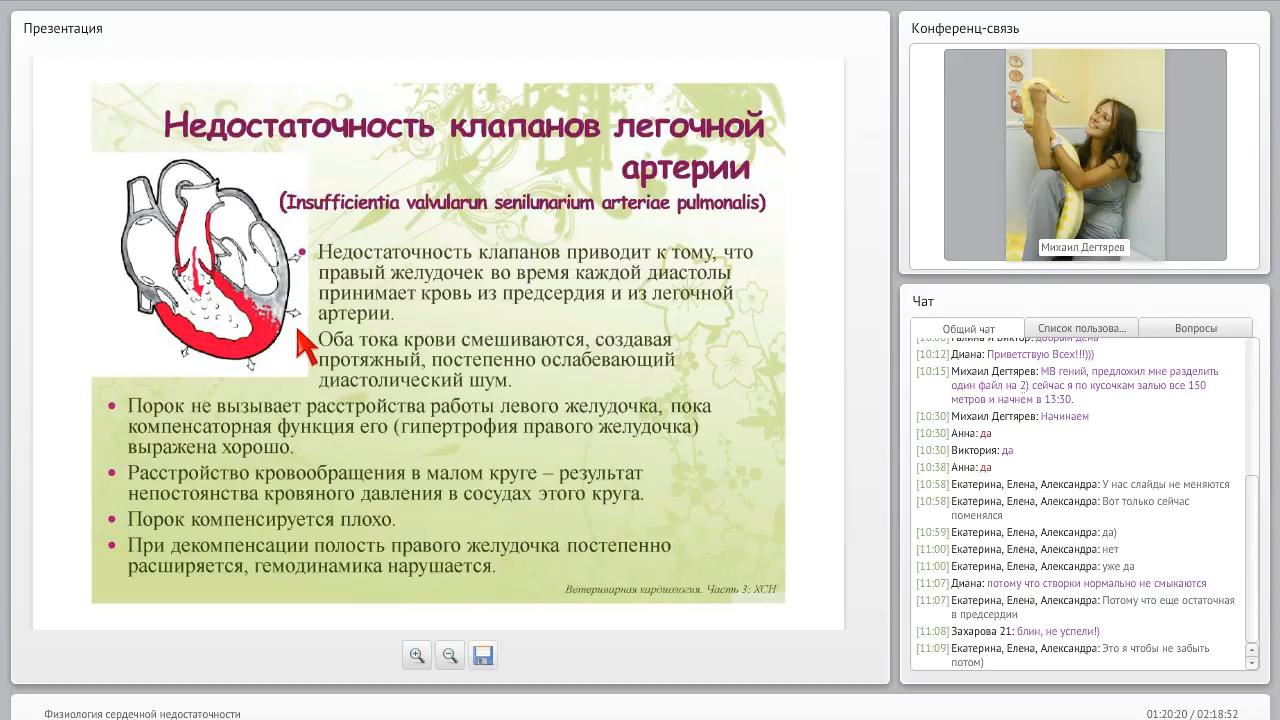 Презентация
Недостаточность клапанов легочной
артерии
(Insufficientia valvularun senilunarium arteriae pulmonalis)
• Недостаточность клапанов приводит к тому, что
правый желудочек во время каждой диастолы
принимает кровь из предсердия и из легочной
артерии.
Оба тока крови смешиваются, создавая
протяжный, постепенно ослабевающий
диастолический шум.
• Порок не вызывает расстройства работы левого желудочка, пока
компенсаторная функция его (гипертрофия правого желудочка)
выражена хорошо.
• Расстройство кровообращения в малом круге – результат
непостоянства кровяного давления в сосудах этого круга.
• Порок компенсируется плохо.
• При декомпенсации полость правого желудочка постепенно
расширяется, гемодинамика нарушается.
Ветеринарная кардиология. Часть 3: ХСН
Конференц-связь
Михаил Дегтярев
Чат
Общий чат
Список пользова...
Вопросы
Галина и Виктор: добрый день
[10:12] Диана: Приветствую Всех!!!)))
[10:15] Михаил Дегтярев: МВ гений, предложил мне разделить
один файл на 2) сейчас я по кусочкам залью все 150
метров и начнем в 13:30.
[10:30] Михаил Дегтярев: Начинаем
[10:30] Анна: да
[10:30] Виктория: да
[10:38] Анна: да
[10:58] Екатерина, Елена, Александра: У нас слайды не меняются
[10:58] Екатерина, Елена, Александра: Вот только сейчас
поменялся
[10:59] Екатерина, Елена, Александра: да)
[11:00] Екатерина, Елена, Александра: нет
[11:00] Екатерина, Елена, Александра: уже да
[11:07] Диана: потому что створки нормально не смыкаются
[11:07] Екатерина, Елена, Александра: Потому что еще остаточная
в предсердии
[11:08] Захарова 21: блин, не успели!)
[11:09] Екатерина, Елена, Александра: Это я чтобы не забыть
потом)
Физиология сердечной недостаточности
01:20:20 / 02:18:52